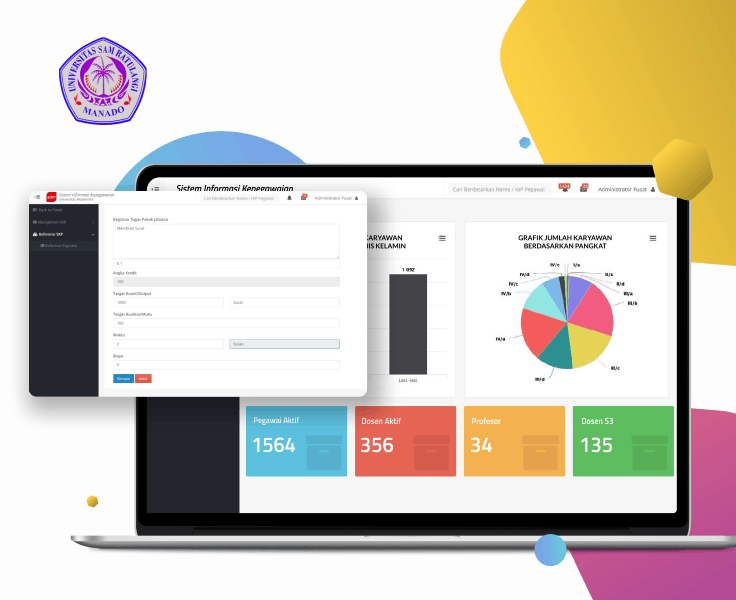 UNIVERSITAS SAM RATULANGI
MANADO
Sistem Informasi Kepegawaian
Cari Berdasarkan Nama / NIP Pegawai
Administrator Pusat
Sistem Informasi Kepegawaian
Universitas Akademika
Cari Berdasarkan Nama / NIP Pegawai
Administrator Pusat
Back to Portal
Manajemen SKP
Referensi SKP
Referensi Pejabat
Kegiatan Tugas Pokok Jabatan
Membuat Surat
0.1
Angka Kredit
100
Target Kuant/Output
1000
Surat
Target Kualitas/Mutu
100
Waktu
2
Bulan
Biaya
0
Simpan
KARYAWAN
NIS KELAMIN
1 092
Laki-laki
GRAFIK JUMLAH KARYAWAN
BERDASARKAN PANGKAT
IV/e
I/a
IV/d
II/c
IV/c
II/d
IV/b
III/a
III/b
IV/a
III/c
III/d
Pegawai Aktif
1564
Dosen Aktif
356
Profesor
34
Dosen S3
135